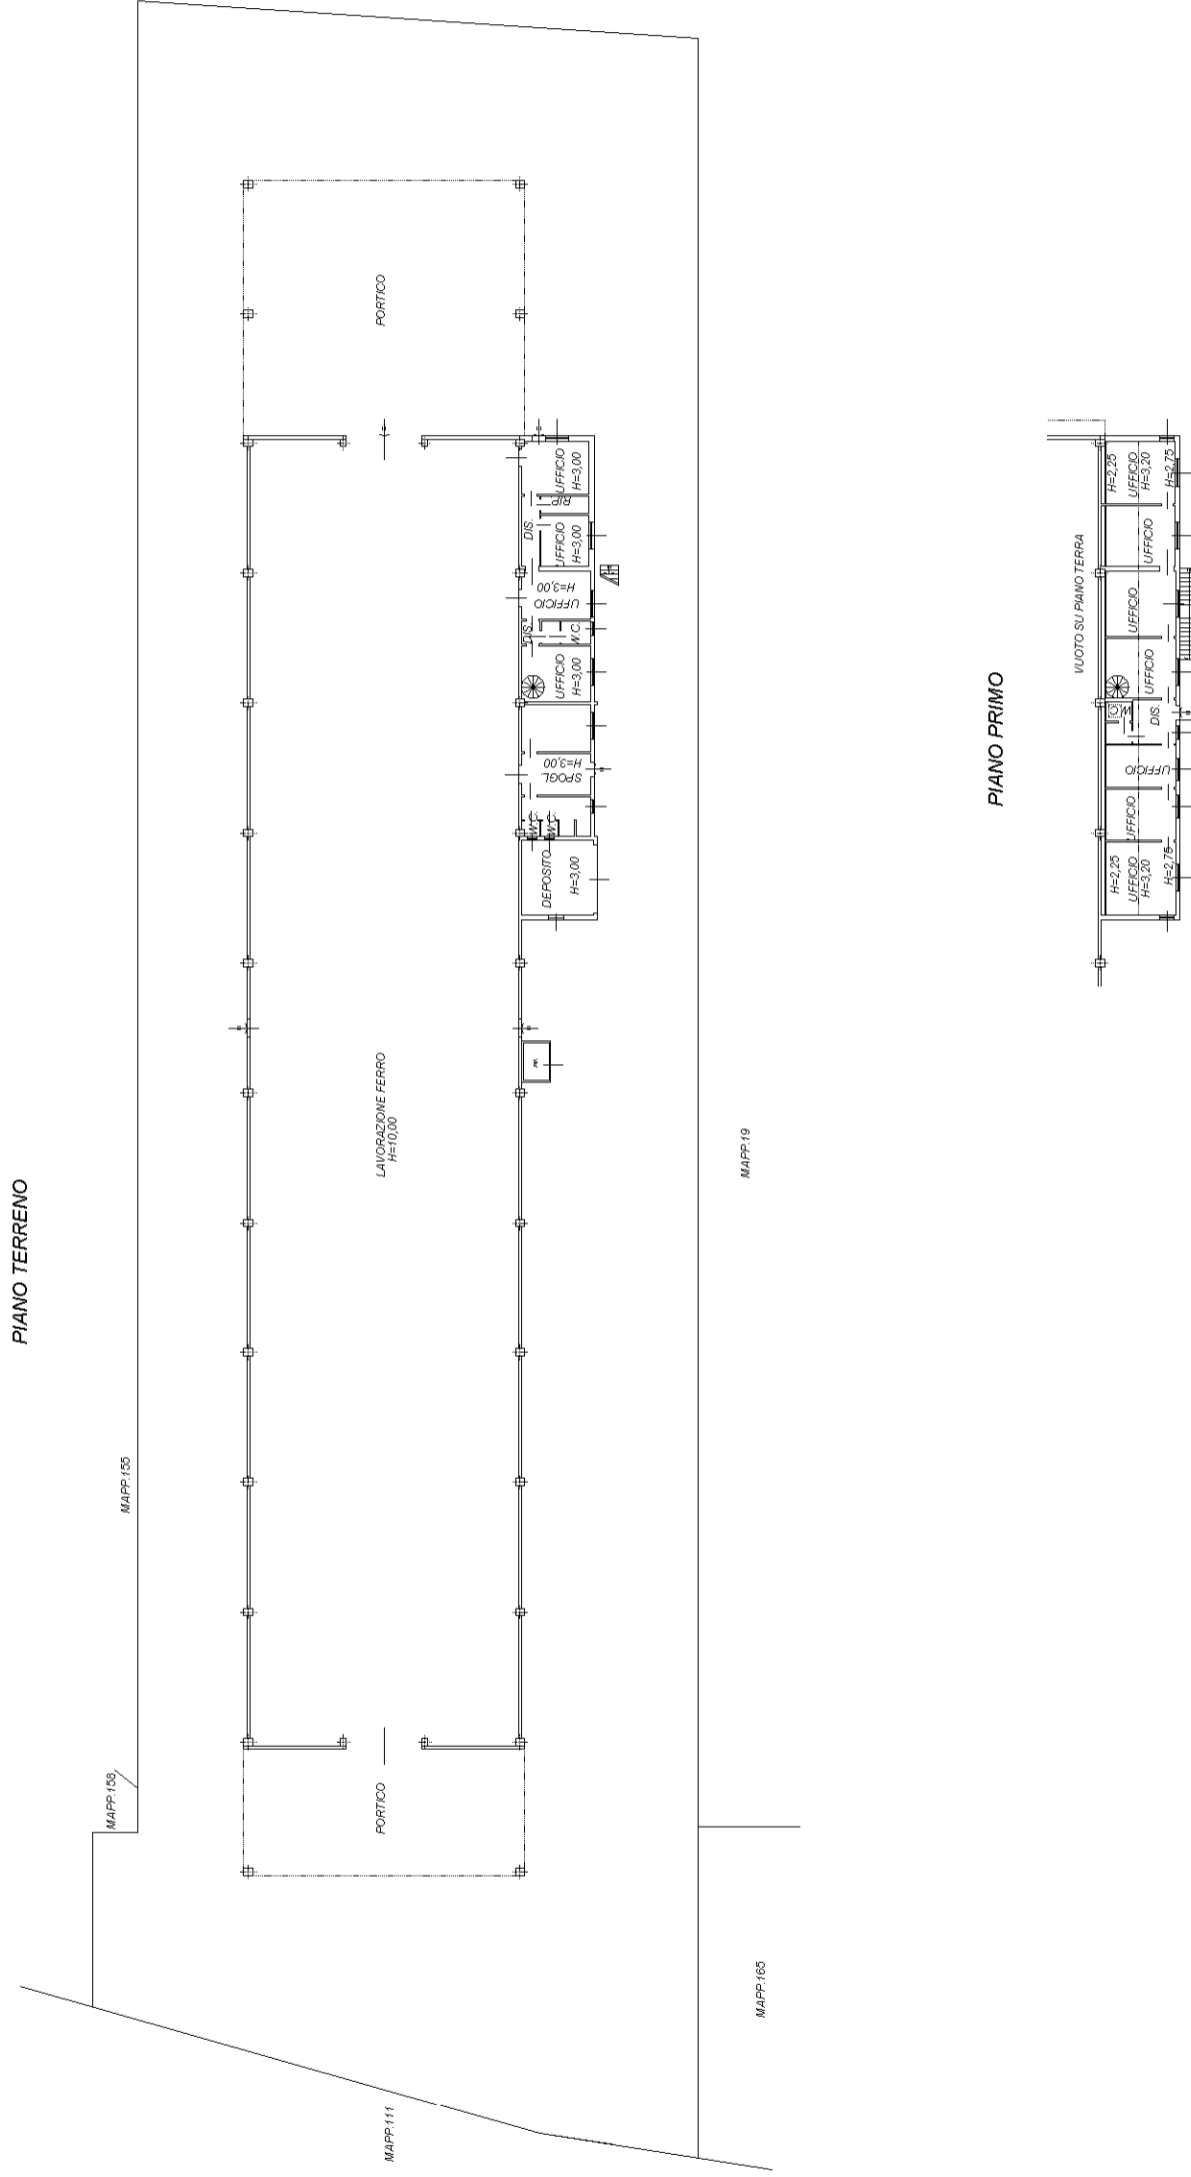 PIANO TERRENO
MAPP.158
MAPP.155
MAPP.111
PORTICO
LAVORAZIONE FERRO
H=10,00
PORTICO
DEPOSITO
H=3,00
W.C.
W.C.
SPOGL.
H=3,00
UFFICIO
H=3,00
DIS.
W.C.
UFFICIO
H=3,00
DIS.
UFFICIO
H=3,00
RIP.
UFFICIO
H=3,00
MAPP.165
MAPP.19
PIANO PRIMO
VUOTO SU PIANO TERRA
H=2,25
UFFICIO
H=3,20
H=2,75
UFFICIO
UFFICIO
DIS.
W.C.
UFFICIO
UFFICIO
UFFICIO
H=2,25
UFFICIO
H=3,20
H=2,75